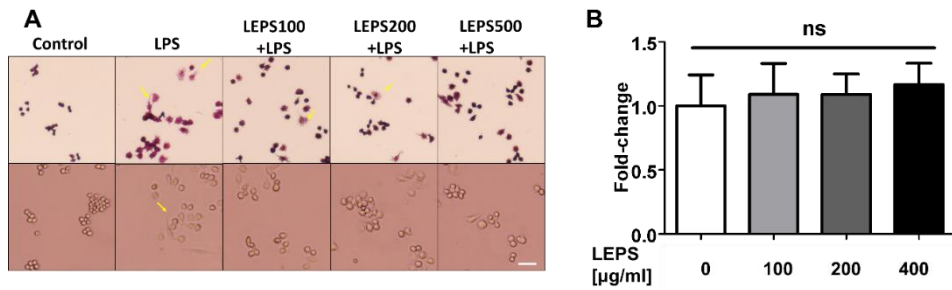 A
Control
LPS
LEPS100
+LPS
LEPS200
+LPS
LEPS500
+LPS
B
ns
Fold-change
1.5
1.0
0.5
0.0
LEPS
[µg/ml]
0 100 200 400